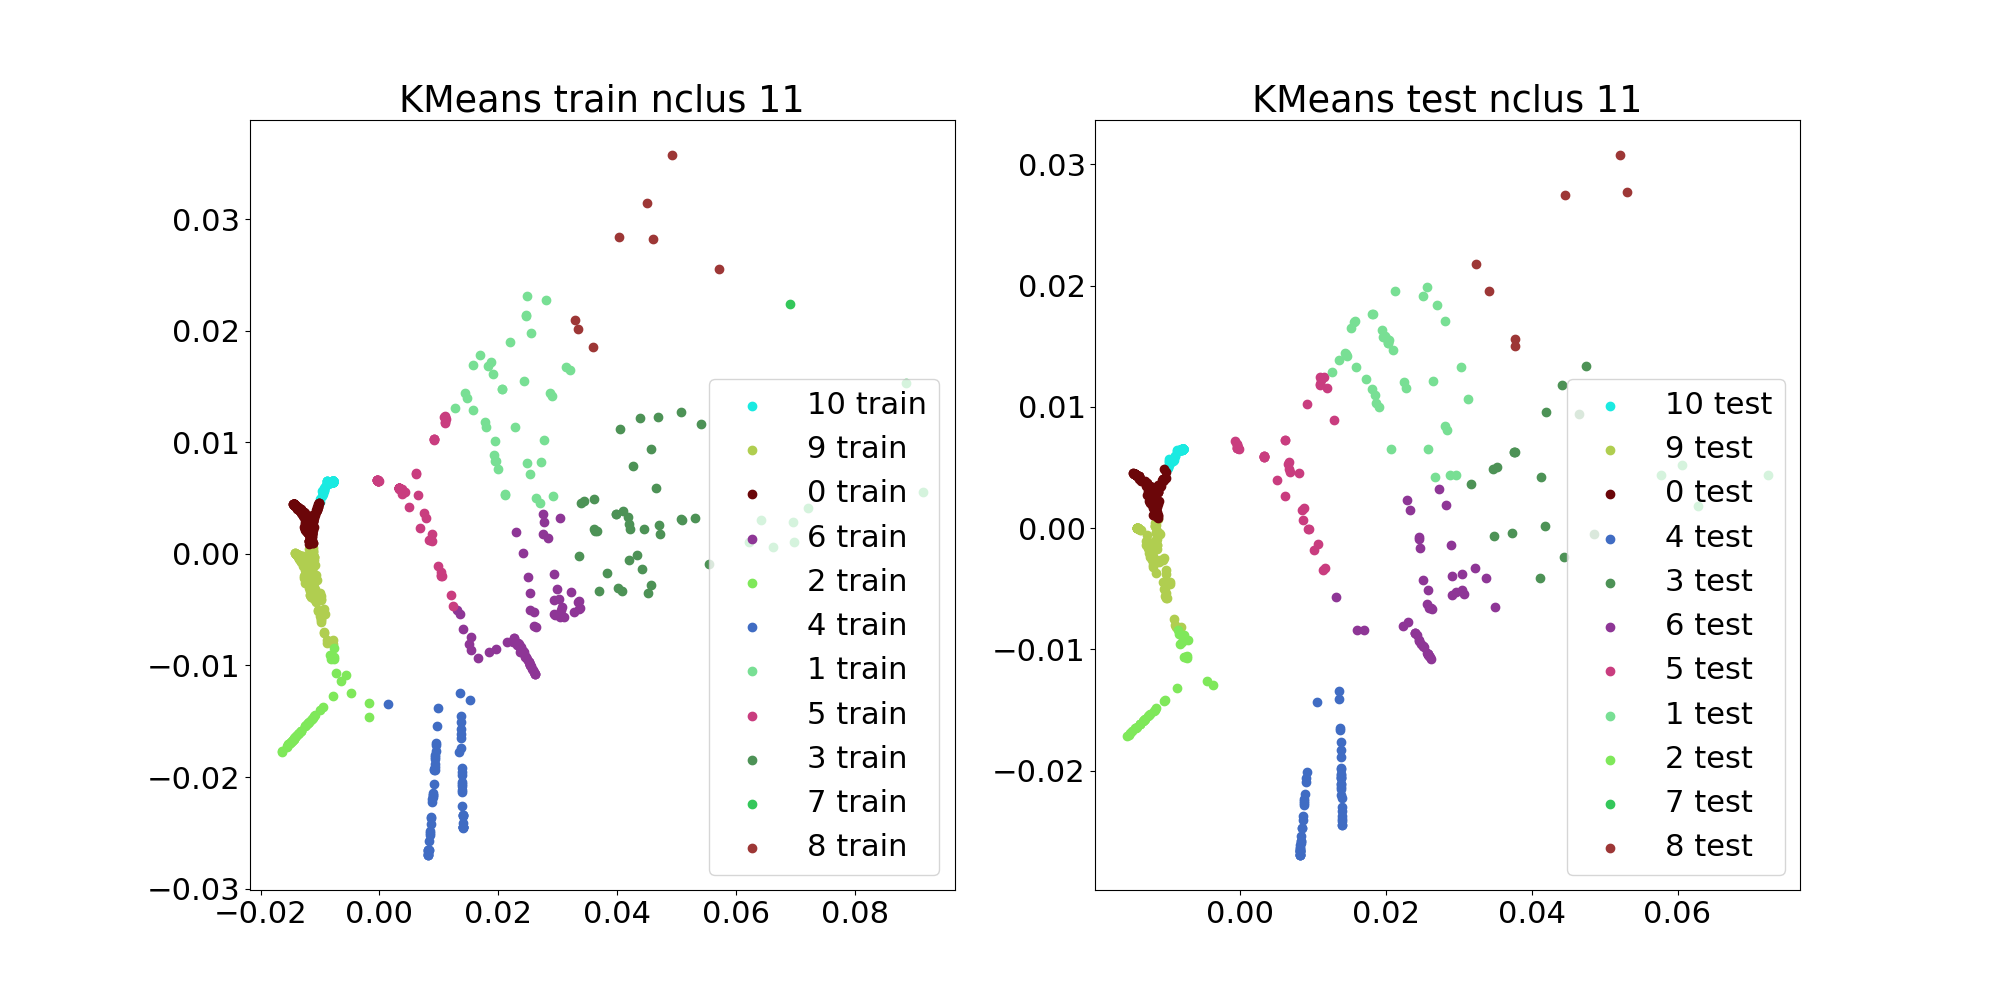 KMeans train nclus 11
0.03
0.02
0.01
0.00
−0.01
−0.02
−0.03
−0.02
0.00
0.02
0.04
0.06
0.08
10 train
9 train
0 train
6 train
2 train
4 train
1 train
5 train
3 train
7 train
8 train
KMeans test nclus 11
0.03
0.02
0.01
0.00
−0.01
−0.02
0.00
0.02
0.04
0.06
10 test
9 test
0 test
4 test
3 test
6 test
5 test
1 test
2 test
7 test
8 test